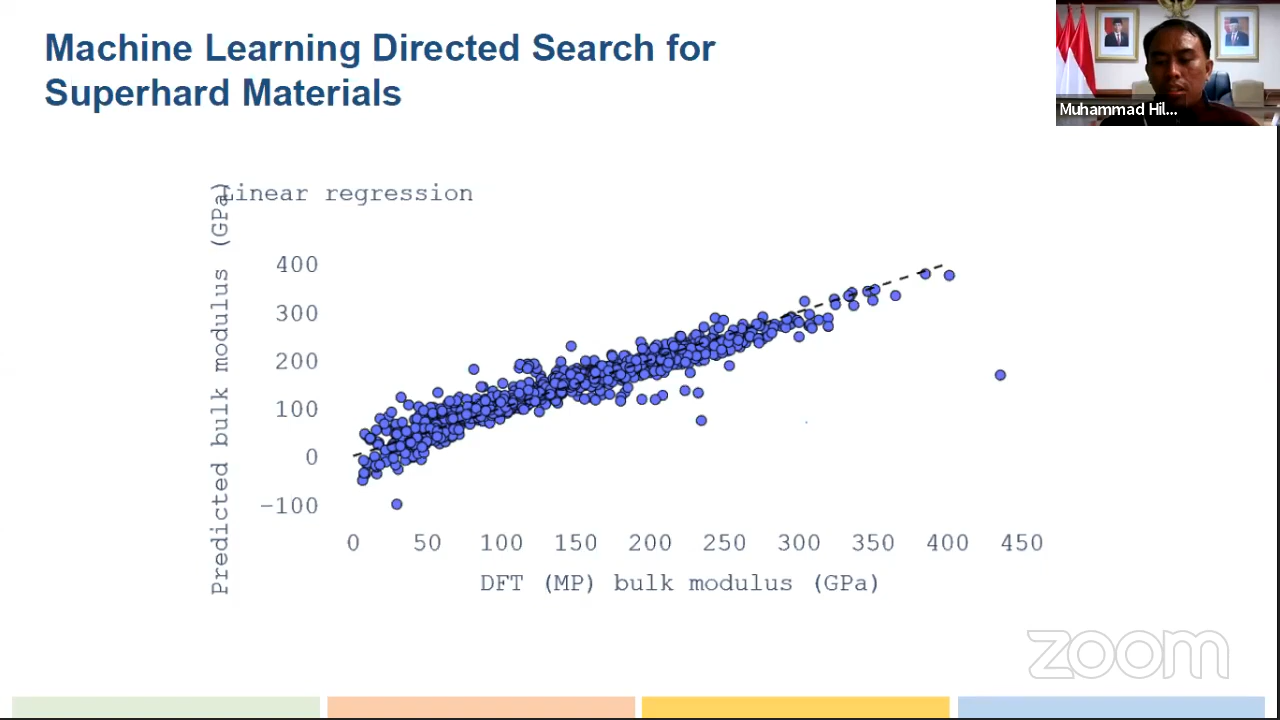 Machine Learning Directed Search for
Superhard Materials
Muhammad Hil...
Linear regression
Predicted bulk modulus (GPa)
400
300
200
100
0
−100
0 50 100 150 200 250 300 350 400 450
DFT (MP) bulk modulus (GPa)
zoom